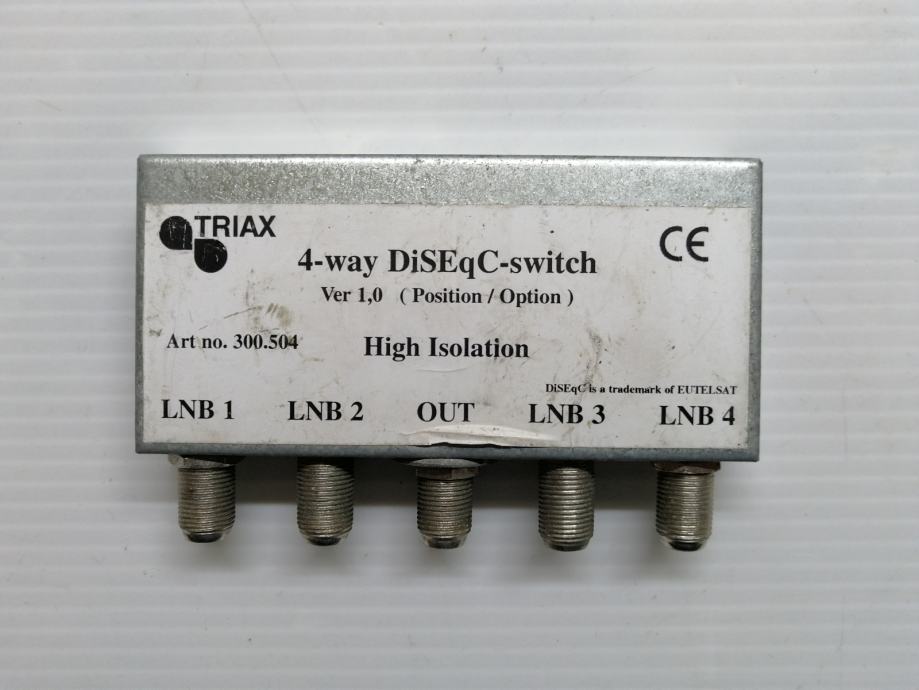 TRIAX
CE
4-way DiSEqC-switch
Ver 1,0 ( Position / Option )
Art no. 300.504 High Isolation
DiSEqC is a trademark of EUTELSAT
LNB 1 LNB 2 OUT LNB 3 LNB 4